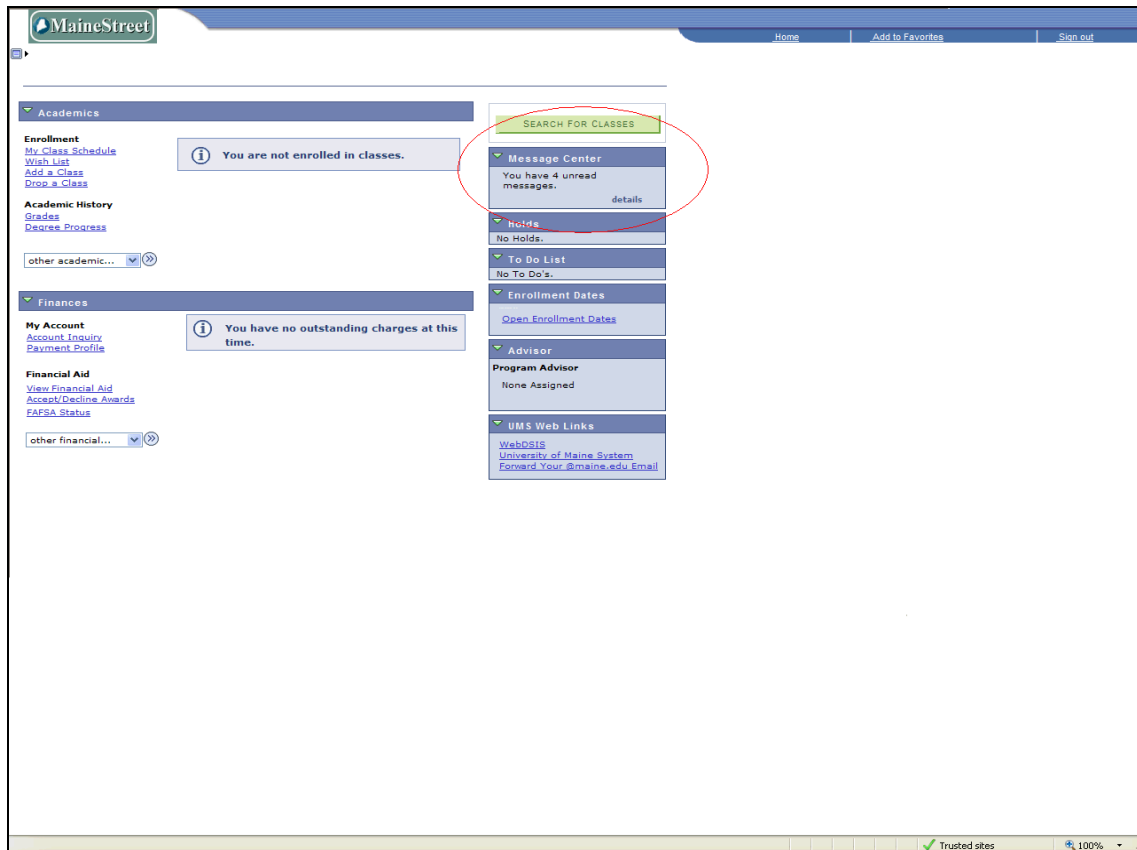 MaineStreet
Home
Add to Favorites
Sign out
Academics
Enrollment
My Class Schedule
Wish List
Add a Class
Drop a Class
Academic History
Grades
Degree Progress
other academic...
You are not enrolled in classes.
Finances
My Account
Account Inquiry
Payment Profile
Financial Aid
View Financial Aid
Accept/Decline Awards
FAFSA Status
other financial...
You have no outstanding charges at this
time.
SEARCH FOR CLASSES
Message Center
You have 4 unread
messages.
details
Holds
No Holds.
To Do List
No To Do's.
Enrollment Dates
Open Enrollment Dates
Advisor
Program Advisor
None Assigned
UMS Web Links
WebDSIS
University of Maine System
Forward Your @maine.edu Email
Trusted sites
100%